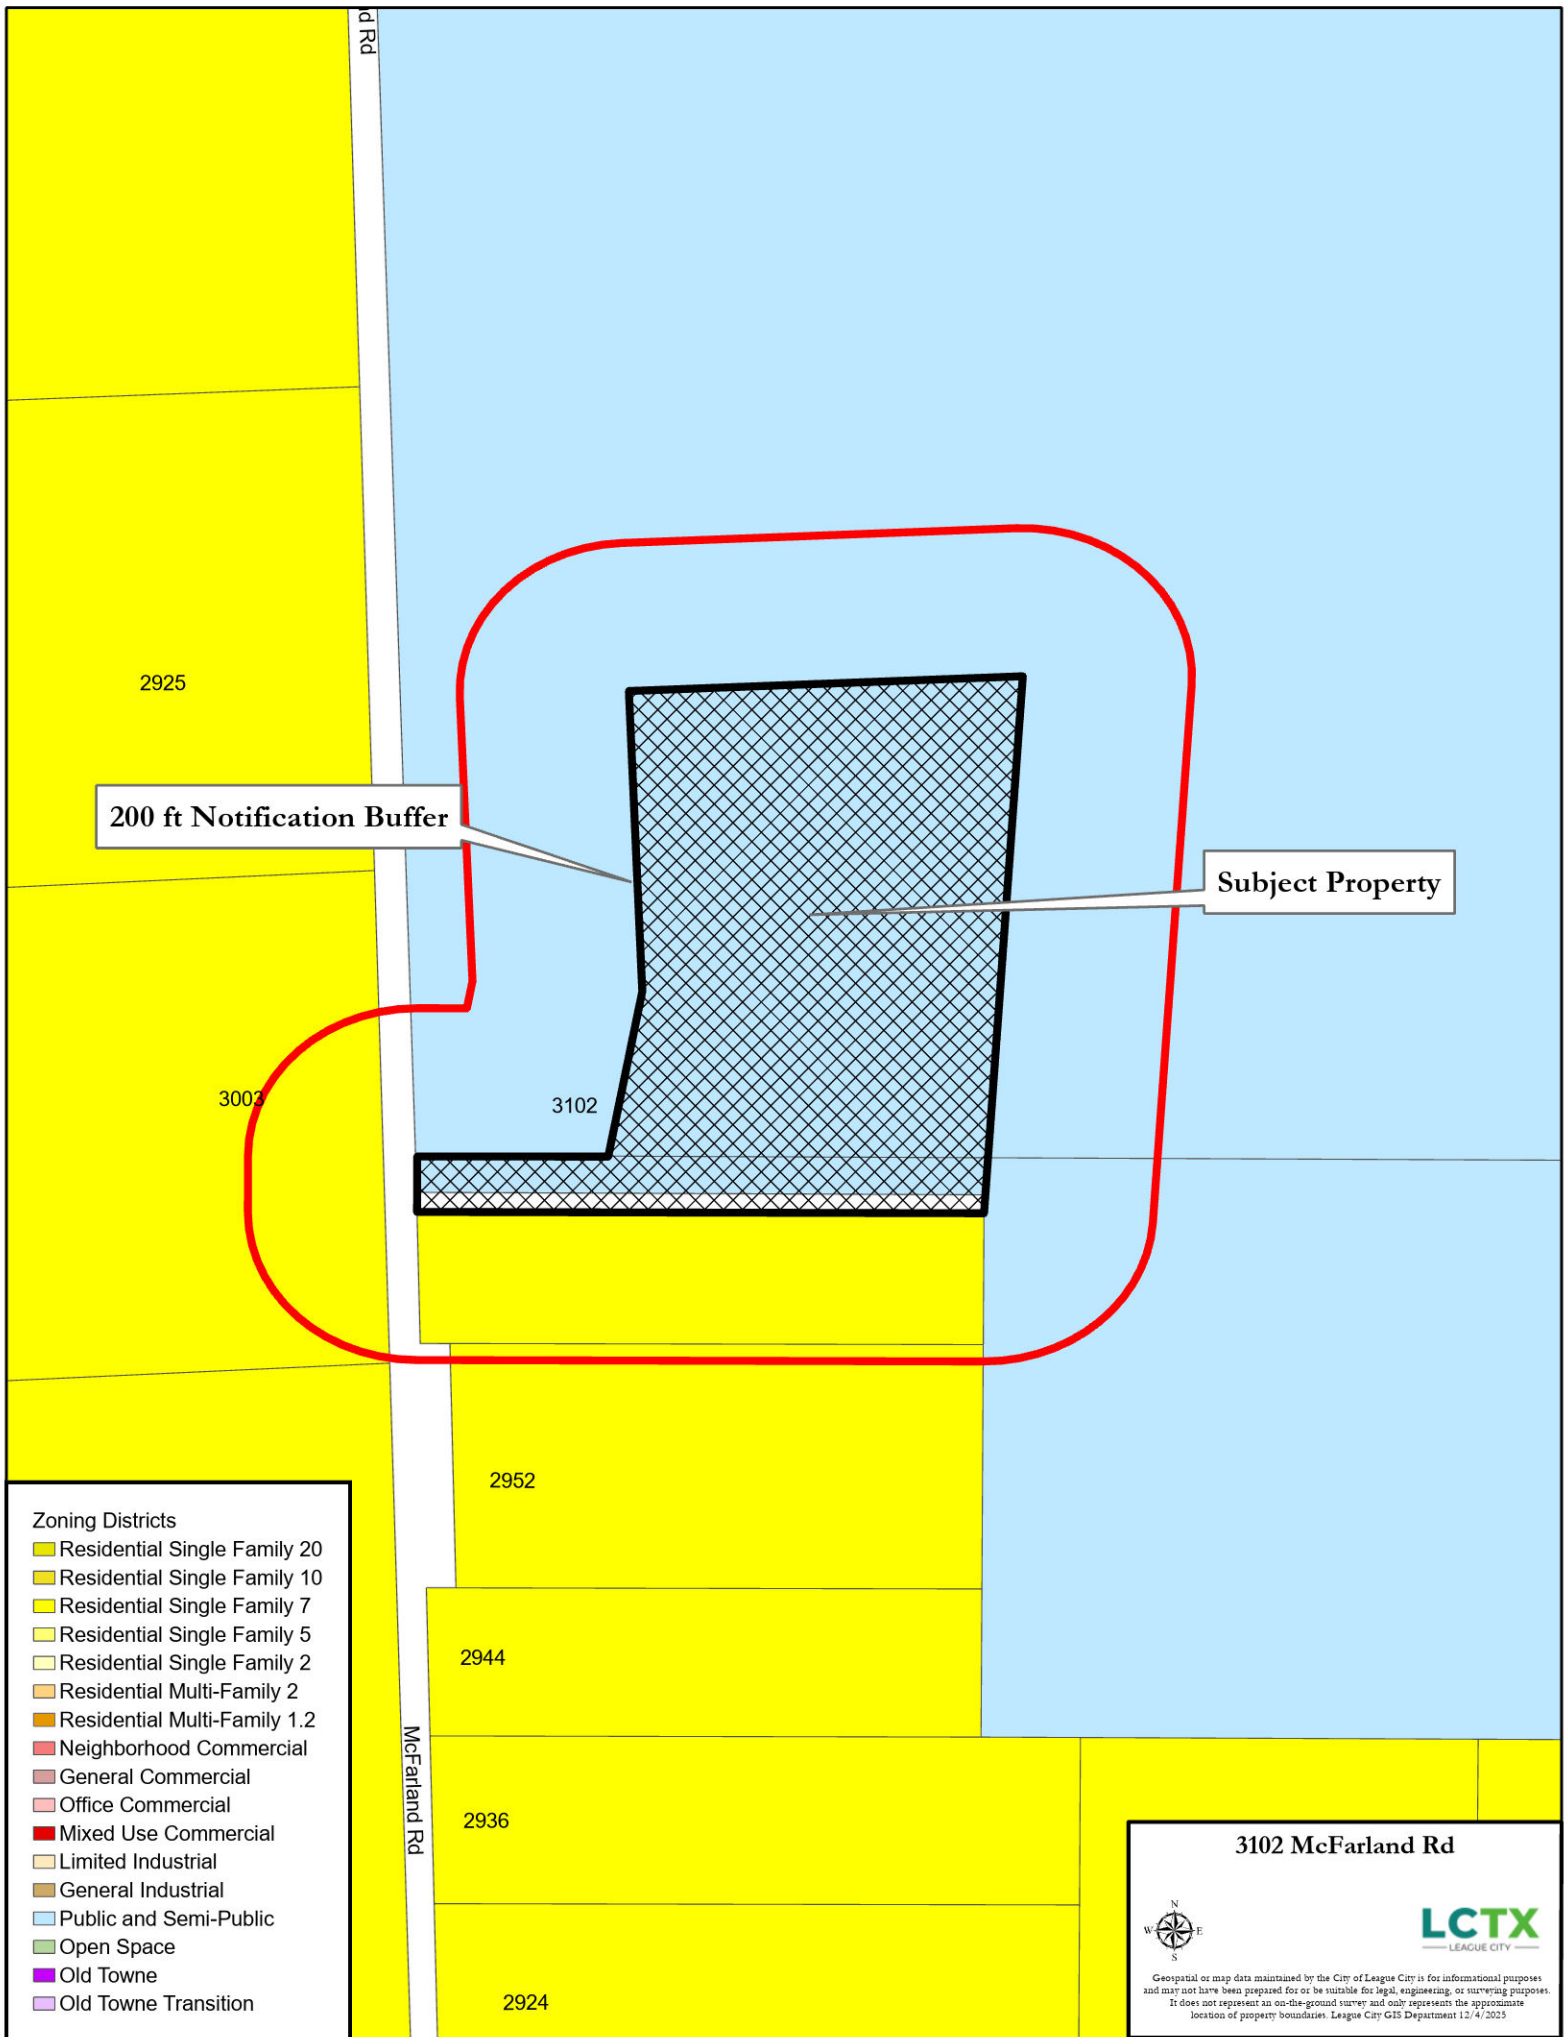 d Rd
2925
200 ft Notification Buffer
Subject Property
3003
3102
2952
2944
2936
2924
McFarland Rd
Zoning Districts
Residential Single Family 20
Residential Single Family 10
Residential Single Family 7
Residential Single Family 5
Residential Single Family 2
Residential Multi-Family 2
Residential Multi-Family 1.2
Neighborhood Commercial
General Commercial
Office Commercial
Mixed Use Commercial
Limited Industrial
General Industrial
Public and Semi-Public
Open Space
Old Towne
Old Towne Transition
3102 McFarland Rd
N
W E
S
LCTX
LEAGUE CITY
Geospatial or map data maintained by the City of League City is for informational purposes
and may not have been prepared for or be suitable for legal, engineering, or surveying purposes.
It does not represent an on-the-ground survey and only represents the approximate
location of property boundaries. League City GIS Department 12/4/2025